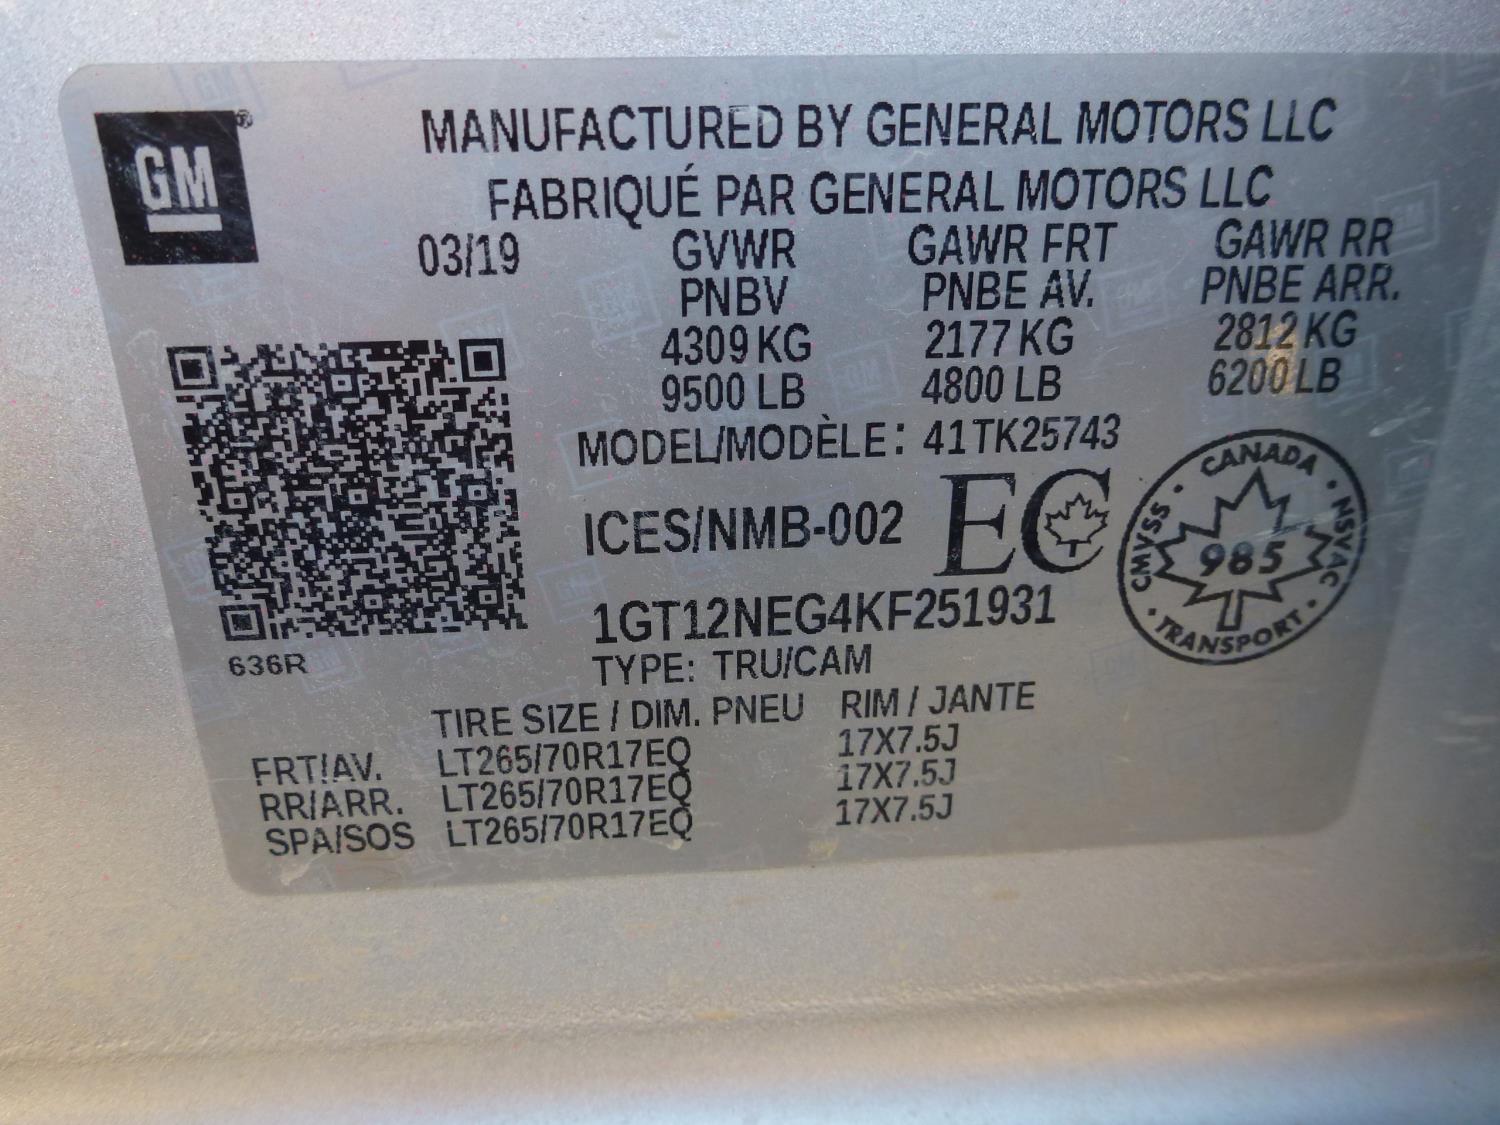 GM®
MANUFACTURED BY GENERAL MOTORS LLC
FABRIQUÉ PAR GENERAL MOTORS LLC
03/19 GVWR GAWR FRT GAWR RR
PNBV PNBE AV. PNBE ARR.
4309 KG 2177 KG 2812 KG
9500 LB 4800 LB 6200 LB
MODEL/MODÈLE: 41TK25743
ICES/NMB-002 EC
CANADA · NSVAC · TRANSPORT · CMVSS ·
985
1GT12NEG4KF251931
636R
TYPE: TRU/CAM
TIRE SIZE / DIM. PNEU RIM / JANTE
FRT/AV. LT265/70R17EQ 17X7.5J
RR/ARR. LT265/70R17EQ 17X7.5J
SPA/SOS LT265/70R17EQ 17X7.5J